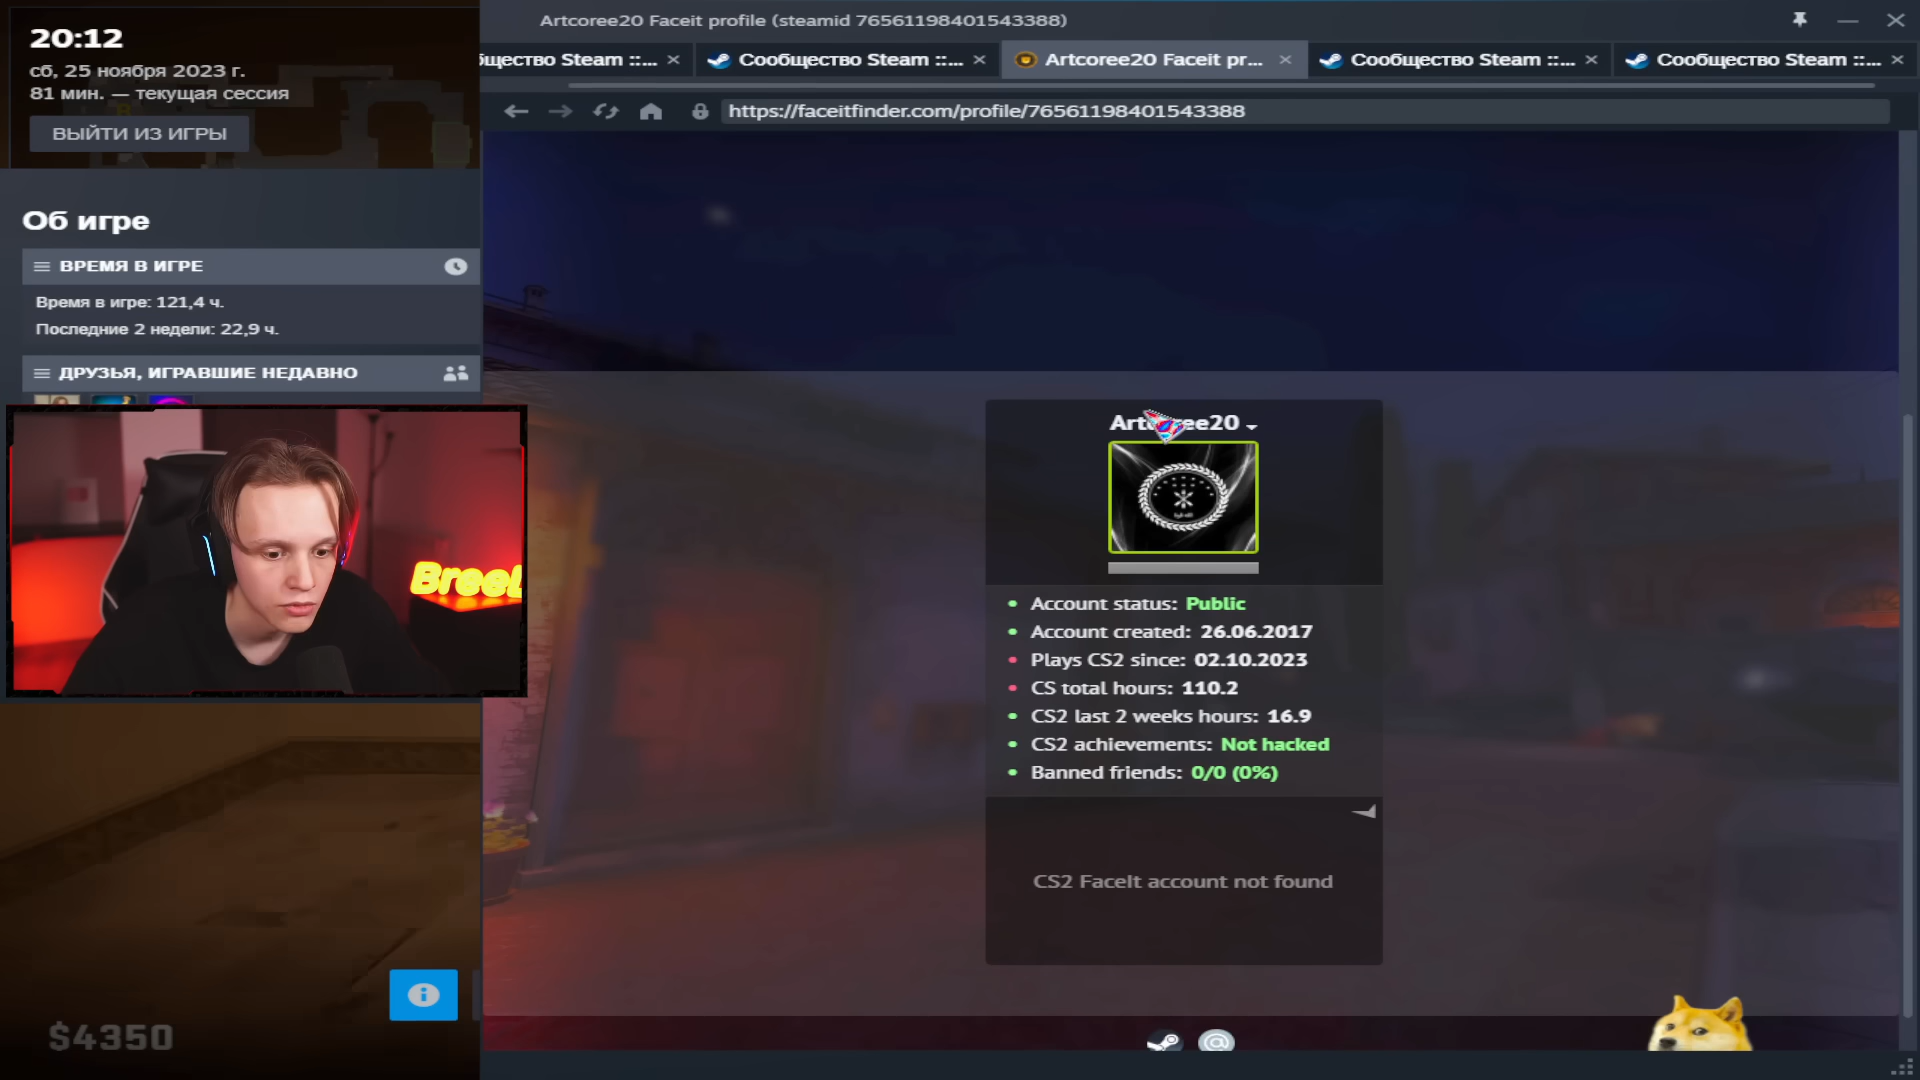 20:12
сб, 25 ноября 2023 г.
81 мин. — текущая сессия
ВЫЙТИ ИЗ ИГРЫ
Об игре
ВРЕМЯ В ИГРЕ
Время в игре: 121,4 ч.
Последние 2 недели: 22,9 ч.
ДРУЗЬЯ, ИГРАВШИЕ НЕДАВНО
$4350
Artcoree20 Faceit profile (steamid 76561198401543388)
бщество Steam ::...
Сообщество Steam ::...
Artcoree20 Faceit pr...
Сообщество Steam ::...
Сообщество Steam ::...
https://faceitfinder.com/profile/76561198401543388
Artcoree20
Account status: Public
Account created: 26.06.2017
Plays CS2 since: 02.10.2023
CS total hours: 110.2
CS2 last 2 weeks hours: 16.9
CS2 achievements: Not hacked
Banned friends: 0/0 (0%)
CS2 FaceIt account not found